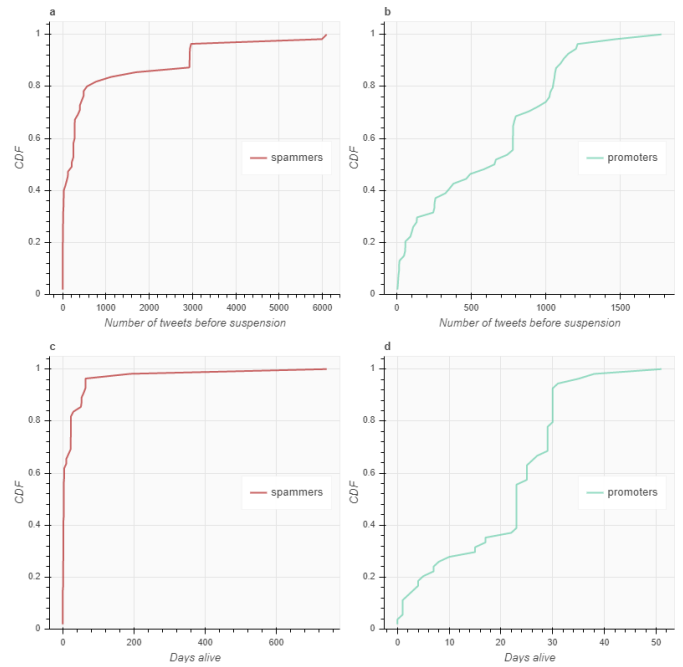 a
1
0.8
0.6
0.4
0.2
0
CDF
spammers
0
1000
2000
3000
4000
5000
6000
Number of tweets before suspension
b
1
0.8
0.6
0.4
0.2
0
CDF
promoters
0
500
1000
1500
Number of tweets before suspension
c
1
0.8
0.6
0.4
0.2
0
CDF
spammers
0
200
400
600
Days alive
d
1
0.8
0.6
0.4
0.2
0
CDF
promoters
0
10
20
30
40
50
Days alive